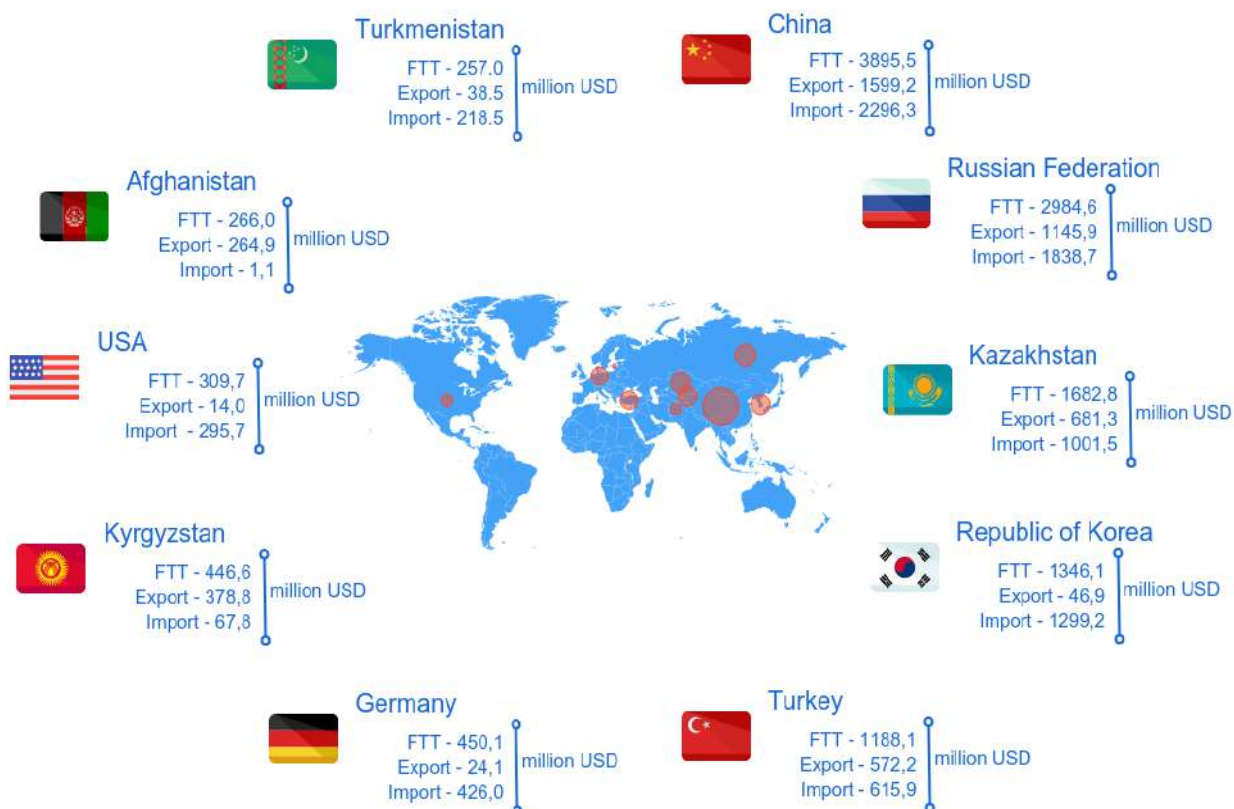 Turkmenistan
FTT - 257.0
Export - 38.5
Import - 218.5
million USD
China
FTT - 3895,5
Export - 1599,2
Import - 2296,3
million USD
Afghanistan
FTT - 266,0
Export - 264,9
Import - 1,1
million USD
Russian Federation
FTT - 2984,6
Export - 1145,9
Import - 1838,7
million USD
USA
FTT - 309,7
Export - 14,0
Import - 295,7
million USD
Kazakhstan
FTT - 1682,8
Export - 681,3
Import - 1001,5
million USD
Kyrgyzstan
FTT - 446,6
Export - 378,8
Import - 67,8
million USD
Republic of Korea
FTT - 1346,1
Export - 46,9
Import - 1299,2
million USD
Germany
FTT - 450,1
Export - 24,1
Import - 426,0
million USD
Turkey
FTT - 1188,1
Export - 572,2
Import - 615,9
million USD